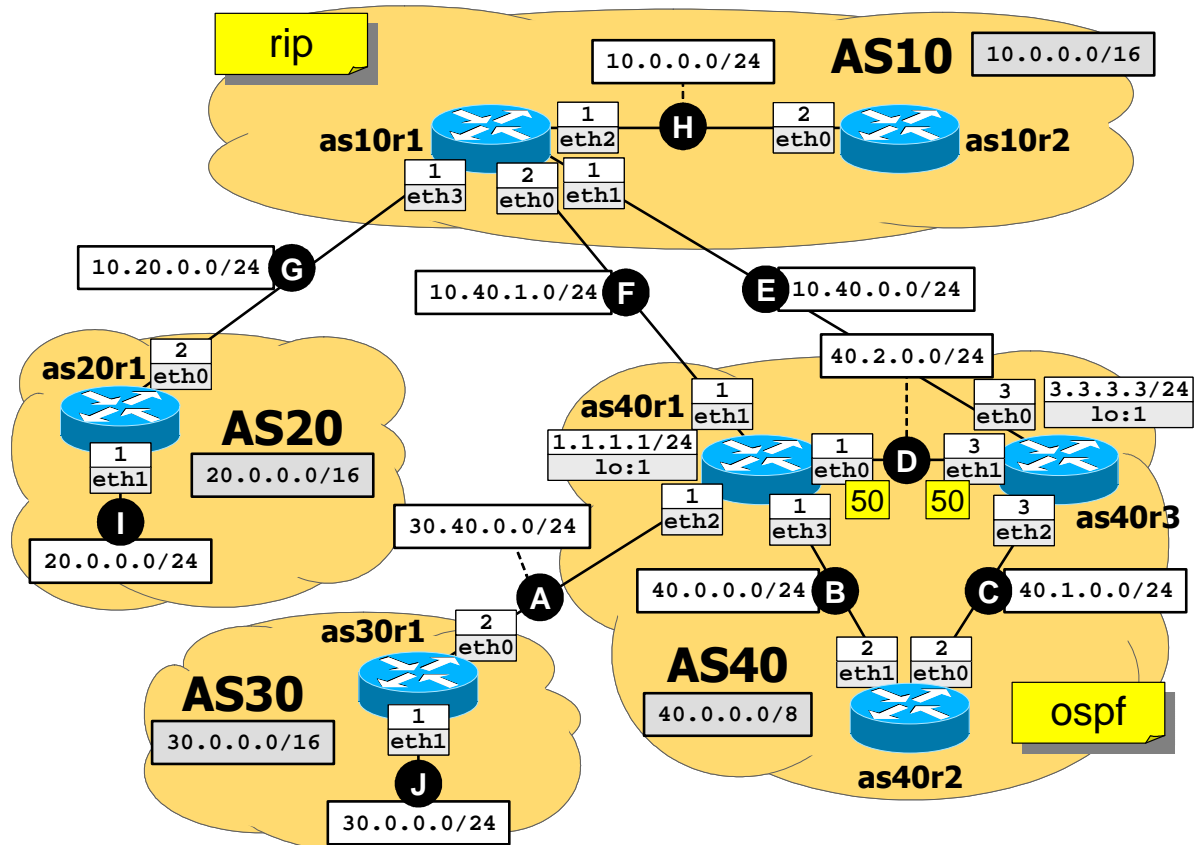 rip
AS10
10.0.0.0/16
10.0.0.0/24
as10r1
1
eth2
H
2
eth0
as10r2
1
eth3
2
eth0
1
eth1
10.20.0.0/24
G
10.40.1.0/24
F
E
10.40.0.0/24
as20r1
2
eth0
AS20
20.0.0.0/16
1
eth1
I
20.0.0.0/24
40.2.0.0/24
as40r1
1
eth1
3
eth0
3.3.3.3/24
lo:1
1.1.1.1/24
lo:1
1
eth0
D
3
eth1
50
50
as40r3
1
eth2
1
eth3
3
eth2
30.40.0.0/24
A
40.0.0.0/24
B
C
40.1.0.0/24
as30r1
2
eth0
AS30
30.0.0.0/16
1
eth1
J
30.0.0.0/24
AS40
40.0.0.0/8
2
eth1
2
eth0
as40r2
ospf